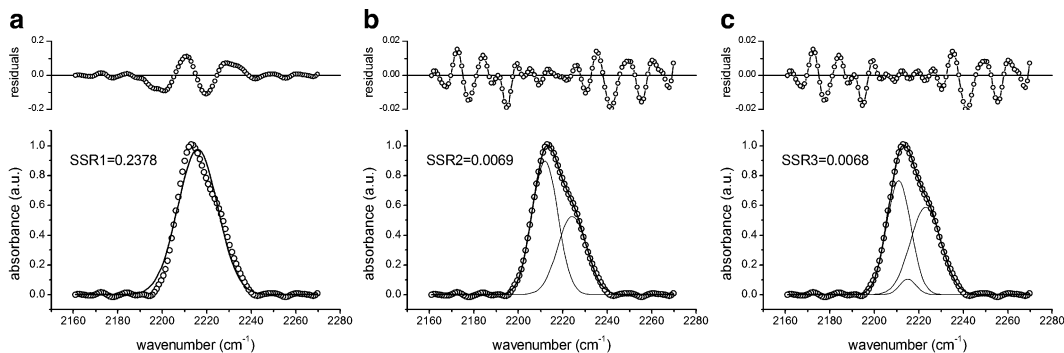 a
b
c
residuals
0.2
0.0
-0.2
residuals
0.02
0.00
-0.02
residuals
0.02
0.00
-0.02
SSR1=0.2378
SSR2=0.0069
SSR3=0.0068
absorbance (a.u.)
1.0
0.8
0.6
0.4
0.2
0.0
absorbance (a.u.)
1.0
0.8
0.6
0.4
0.2
0.0
absorbance (a.u.)
1.0
0.8
0.6
0.4
0.2
0.0
2160 2180 2200 2220 2240 2260 2280
2160 2180 2200 2220 2240 2260 2280
2160 2180 2200 2220 2240 2260 2280
wavenumber (cm⁻¹)
wavenumber (cm⁻¹)
wavenumber (cm⁻¹)